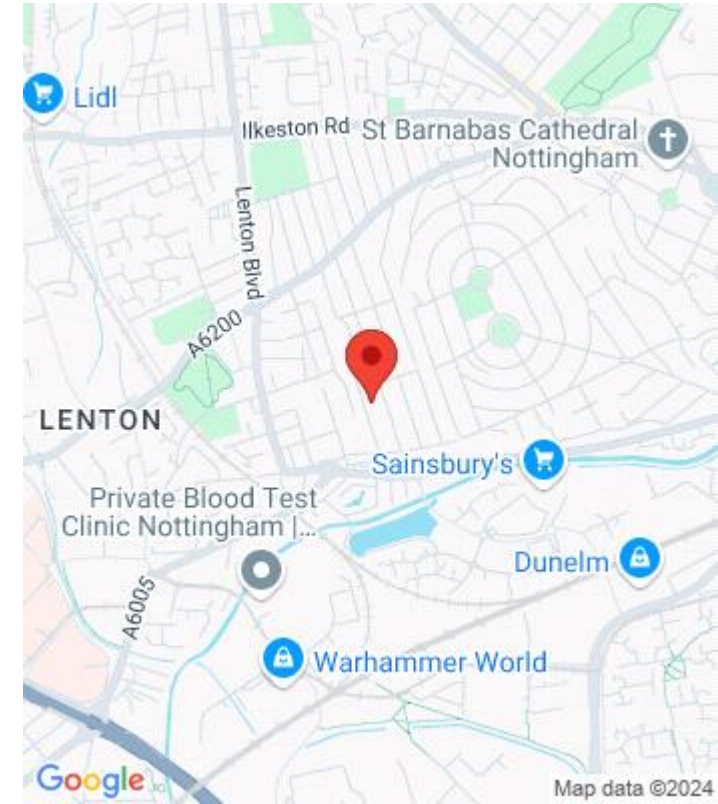 Lidl
Ilkeston Rd
St Barnabas Cathedral
Nottingham
Lenton Blvd
A6200
LENTON
Sainsbury's
Private Blood Test
Clinic Nottingham |...
Dunelm
A6005
Warhammer World
Google
Map data ©2024